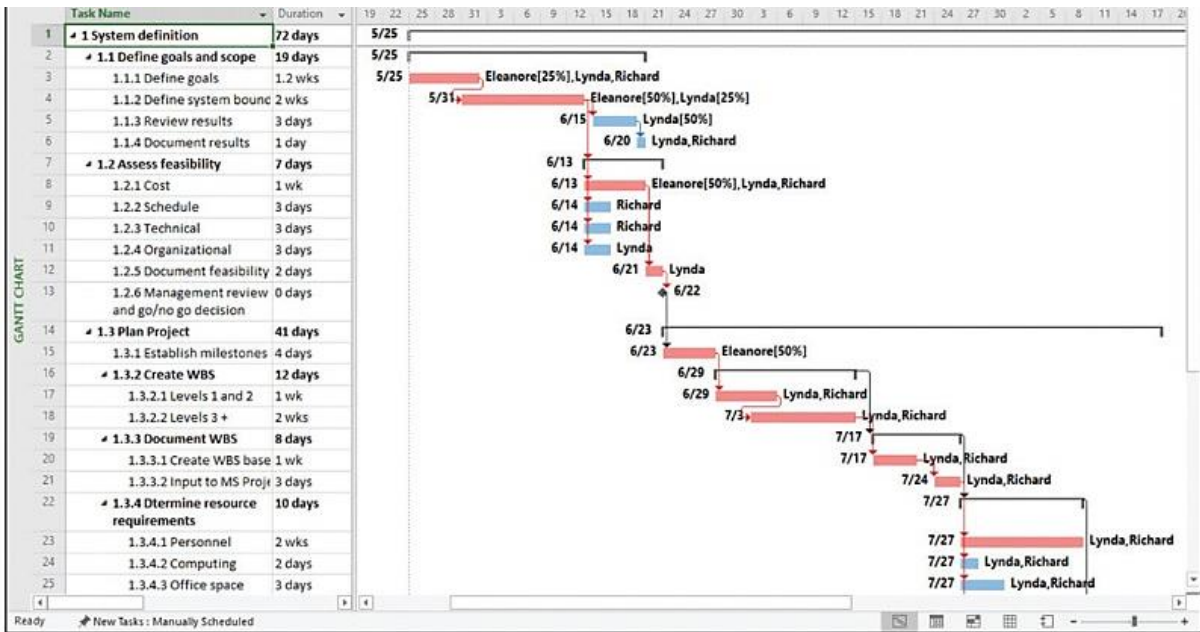 Task Name Duration 19 22 25 28 31 3 6 9 12 15 18 21 24 27 30 3 6 9 12 15 18 21 24 27 30 2 5 8 11 14 17 20
1 1 System definition 72 days 5/25
2 1.1 Define goals and scope 19 days 5/25
3 1.1.1 Define goals 1.2 wks 5/25 Eleanore[25%],Lynda,Richard
4 1.1.2 Define system bound 2 wks 5/31 Eleanore[50%],Lynda[25%]
5 1.1.3 Review results 3 days 6/15 Lynda[50%]
6 1.1.4 Document results 1 day 6/20 Lynda,Richard
7 1.2 Assess feasibility 7 days 6/13
8 1.2.1 Cost 1 wk 6/13 Eleanore[50%],Lynda,Richard
9 1.2.2 Schedule 3 days 6/14 Richard
10 1.2.3 Technical 3 days 6/14 Richard
11 1.2.4 Organizational 3 days 6/14 Lynda
12 1.2.5 Document feasibility 2 days 6/21 Lynda
13 1.2.6 Management review 0 days 6/22
and go/no go decision
14 1.3 Plan Project 41 days 6/23
15 1.3.1 Establish milestones 4 days 6/23 Eleanore[50%]
16 1.3.2 Create WBS 12 days 6/29
17 1.3.2.1 Levels 1 and 2 1 wk 6/29 Lynda,Richard
18 1.3.2.2 Levels 3 + 2 wks 7/3 Lynda,Richard
19 1.3.3 Document WBS 8 days 7/17
20 1.3.3.1 Create WBS base 1 wk 7/17 Lynda,Richard
21 1.3.3.2 Input to MS Proje 3 days 7/24 Lynda,Richard
22 1.3.4 Dtermine resource 10 days 7/27
requirements
23 1.3.4.1 Personnel 2 wks 7/27 Lynda,Richard
24 1.3.4.2 Computing 2 days 7/27 Lynda,Richard
25 1.3.4.3 Office space 3 days 7/27 Lynda,Richard
GANTT CHART
Ready New Tasks : Manually Scheduled